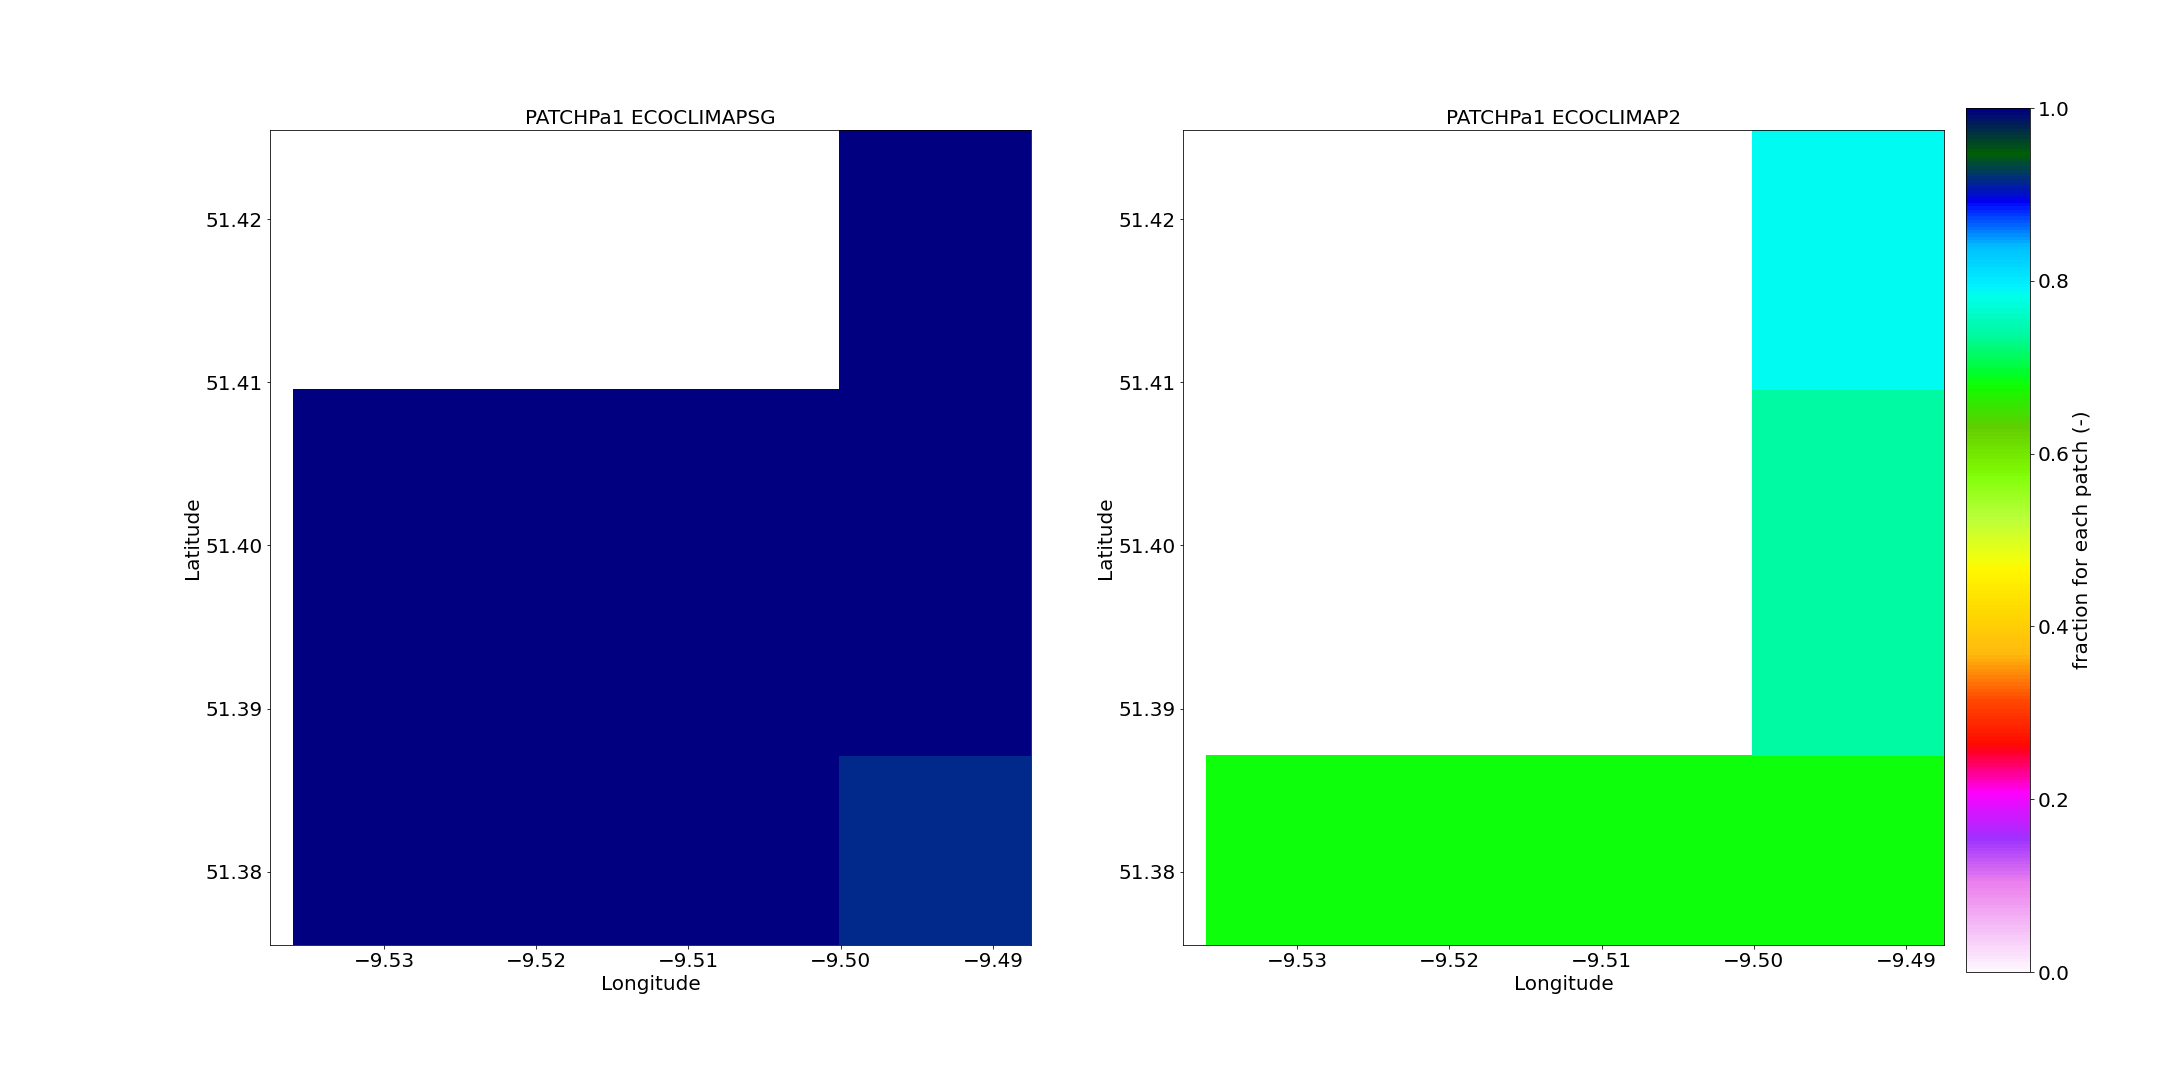 PATCHPa1 ECOCLIMAPSG
51.42
51.41
51.40
51.39
51.38
Latitude
−9.53 −9.52 −9.51 −9.50 −9.49
Longitude
PATCHPa1 ECOCLIMAP2
51.42
51.41
51.40
51.39
51.38
Latitude
−9.53 −9.52 −9.51 −9.50 −9.49
Longitude
1.0
0.8
0.6
0.4
0.2
0.0
fraction for each patch (-)